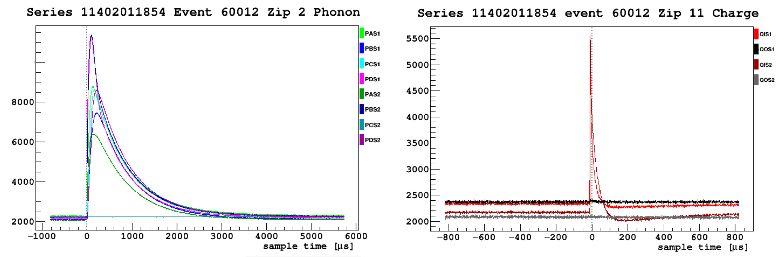 Series 11402011854 Event 60012 Zip 2 Phonon
PAS1
PBS1
PCS1
PDS1
PAS2
PBS2
PCS2
PDS2
8000
6000
4000
2000
-1000 0 1000 2000 3000 4000 5000 6000
sample time [µs]
Series 11402011854 event 60012 Zip 11 Charge
QIS1
QOS1
QIS2
QOS2
5500
5000
4500
4000
3500
3000
2500
2000
-800 -600 -400 -200 0 200 400 600 800
sample time [µs]